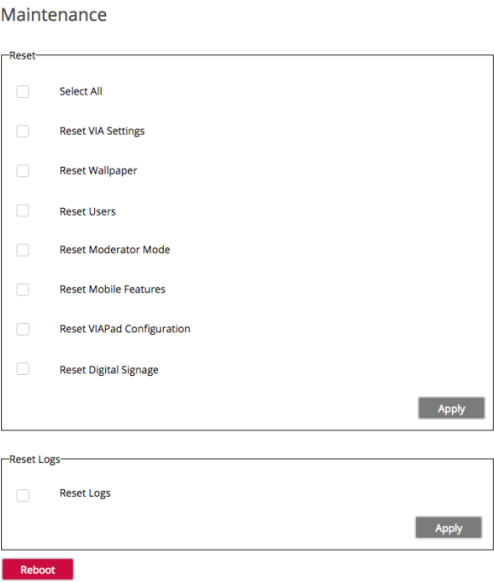 Maintenance
Reset
Select All
Reset VIA Settings
Reset Wallpaper
Reset Users
Reset Moderator Mode
Reset Mobile Features
Reset VIAPad Configuration
Reset Digital Signage
Apply
Reset Logs
Reset Logs
Apply
Reboot